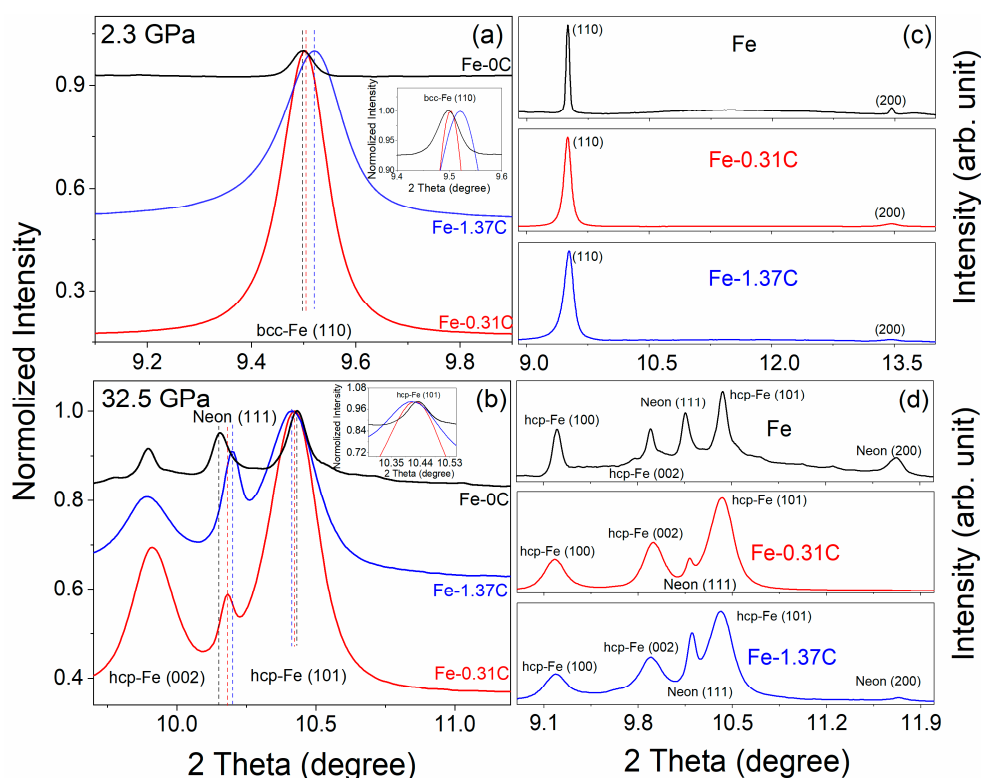 Normolized Intensity
2.3 GPa
(a)
Fe-0C
0.9
0.6
0.3
Normolized Intensity
1.00
0.95
0.90
bcc-Fe (110)
9.4 9.5 9.6
2 Theta (degree)
Fe-1.37C
bcc-Fe (110)
Fe-0.31C
9.2 9.4 9.6 9.8
32.5 GPa
(b)
Neon (111)
1.0
0.8
0.6
0.4
Normolized Intensity
1.08
0.96
0.84
0.72
hcp-Fe (101)
10.35 10.44 10.53
2 Theta (degree)
Fe-0C
Fe-1.37C
hcp-Fe (002)
hcp-Fe (101)
Fe-0.31C
10.0 10.5 11.0
2 Theta (degree)
(c)
(110)
Fe
(200)
(110)
Fe-0.31C
(200)
(110)
Fe-1.37C
(200)
9.0 10.5 12.0 13.5
Intensity (arb. unit)
(d)
hcp-Fe (100)
Neon (111)
hcp-Fe (101)
Fe
hcp-Fe (002)
Neon (200)
hcp-Fe (101)
hcp-Fe (002)
hcp-Fe (100)
Fe-0.31C
Neon (111)
hcp-Fe (101)
hcp-Fe (002)
hcp-Fe (100)
Fe-1.37C
Neon (111)
Neon (200)
9.1 9.8 10.5 11.2 11.9
2 Theta (degree)
Intensity (arb. unit)